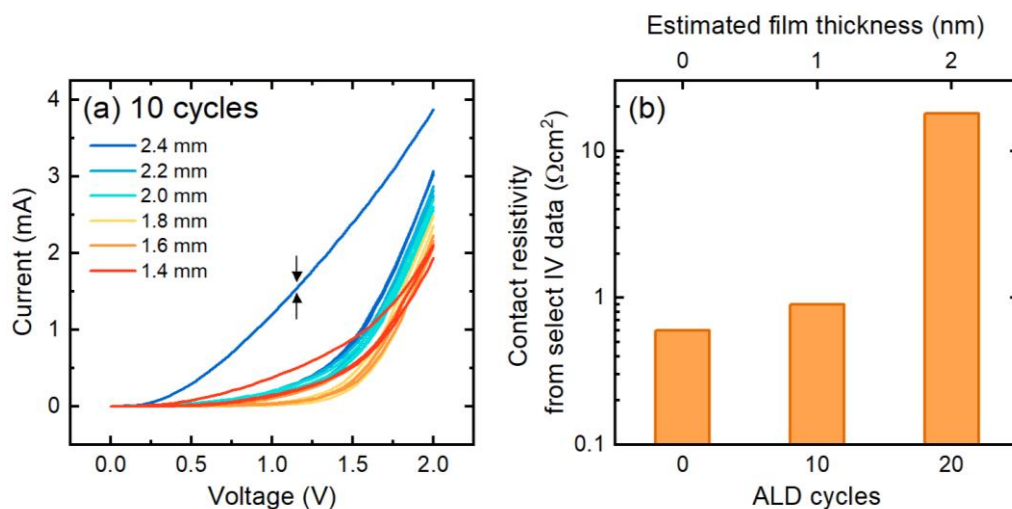 (a) 10 cycles
2.4 mm
2.2 mm
2.0 mm
1.8 mm
1.6 mm
1.4 mm
4
3
2
1
0
Current (mA)
0.0 0.5 1.0 1.5 2.0
Voltage (V)
Estimated film thickness (nm)
0 1 2
(b)
10
1
0.1
Contact resistivity
from select IV data (Ωcm²)
0 10 20
ALD cycles